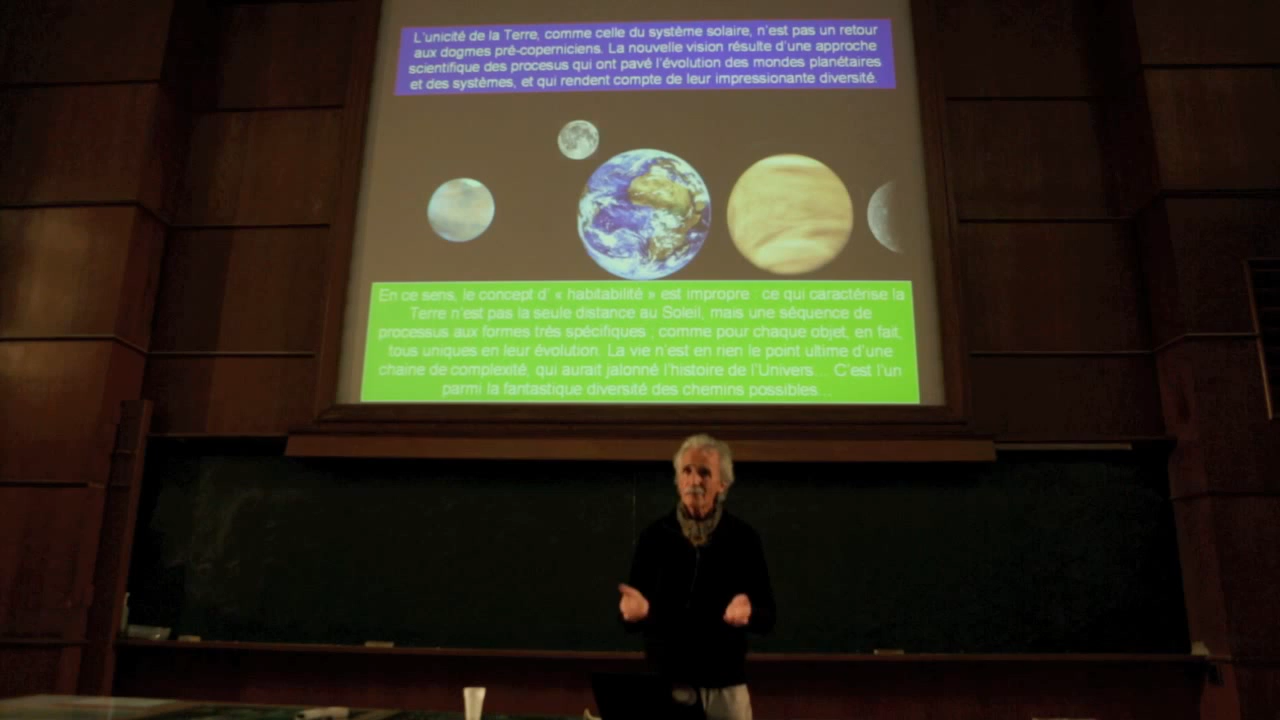 L'unicité de la Terre, comme celle du système solaire, n'est pas un retour
aux dogmes pré-coperniciens. La nouvelle vision résulte d'une approche
scientifique des procesus qui ont pavé l'évolution des mondes planétaires
et des systèmes, et qui rendent compte de leur impressionante diversité.
En ce sens, le concept d' « habitabilité » est impropre : ce qui caractérise la
Terre n'est pas la seule distance au Soleil, mais une séquence de
processus aux formes très spécifiques ; comme pour chaque objet, en fait,
tous uniques en leur évolution. La vie n'est en rien le point ultime d'une
chaine de complexité, qui aurait jalonné l'histoire de l'Univers... C'est l'un
parmi la fantastique diversité des chemins possibles...